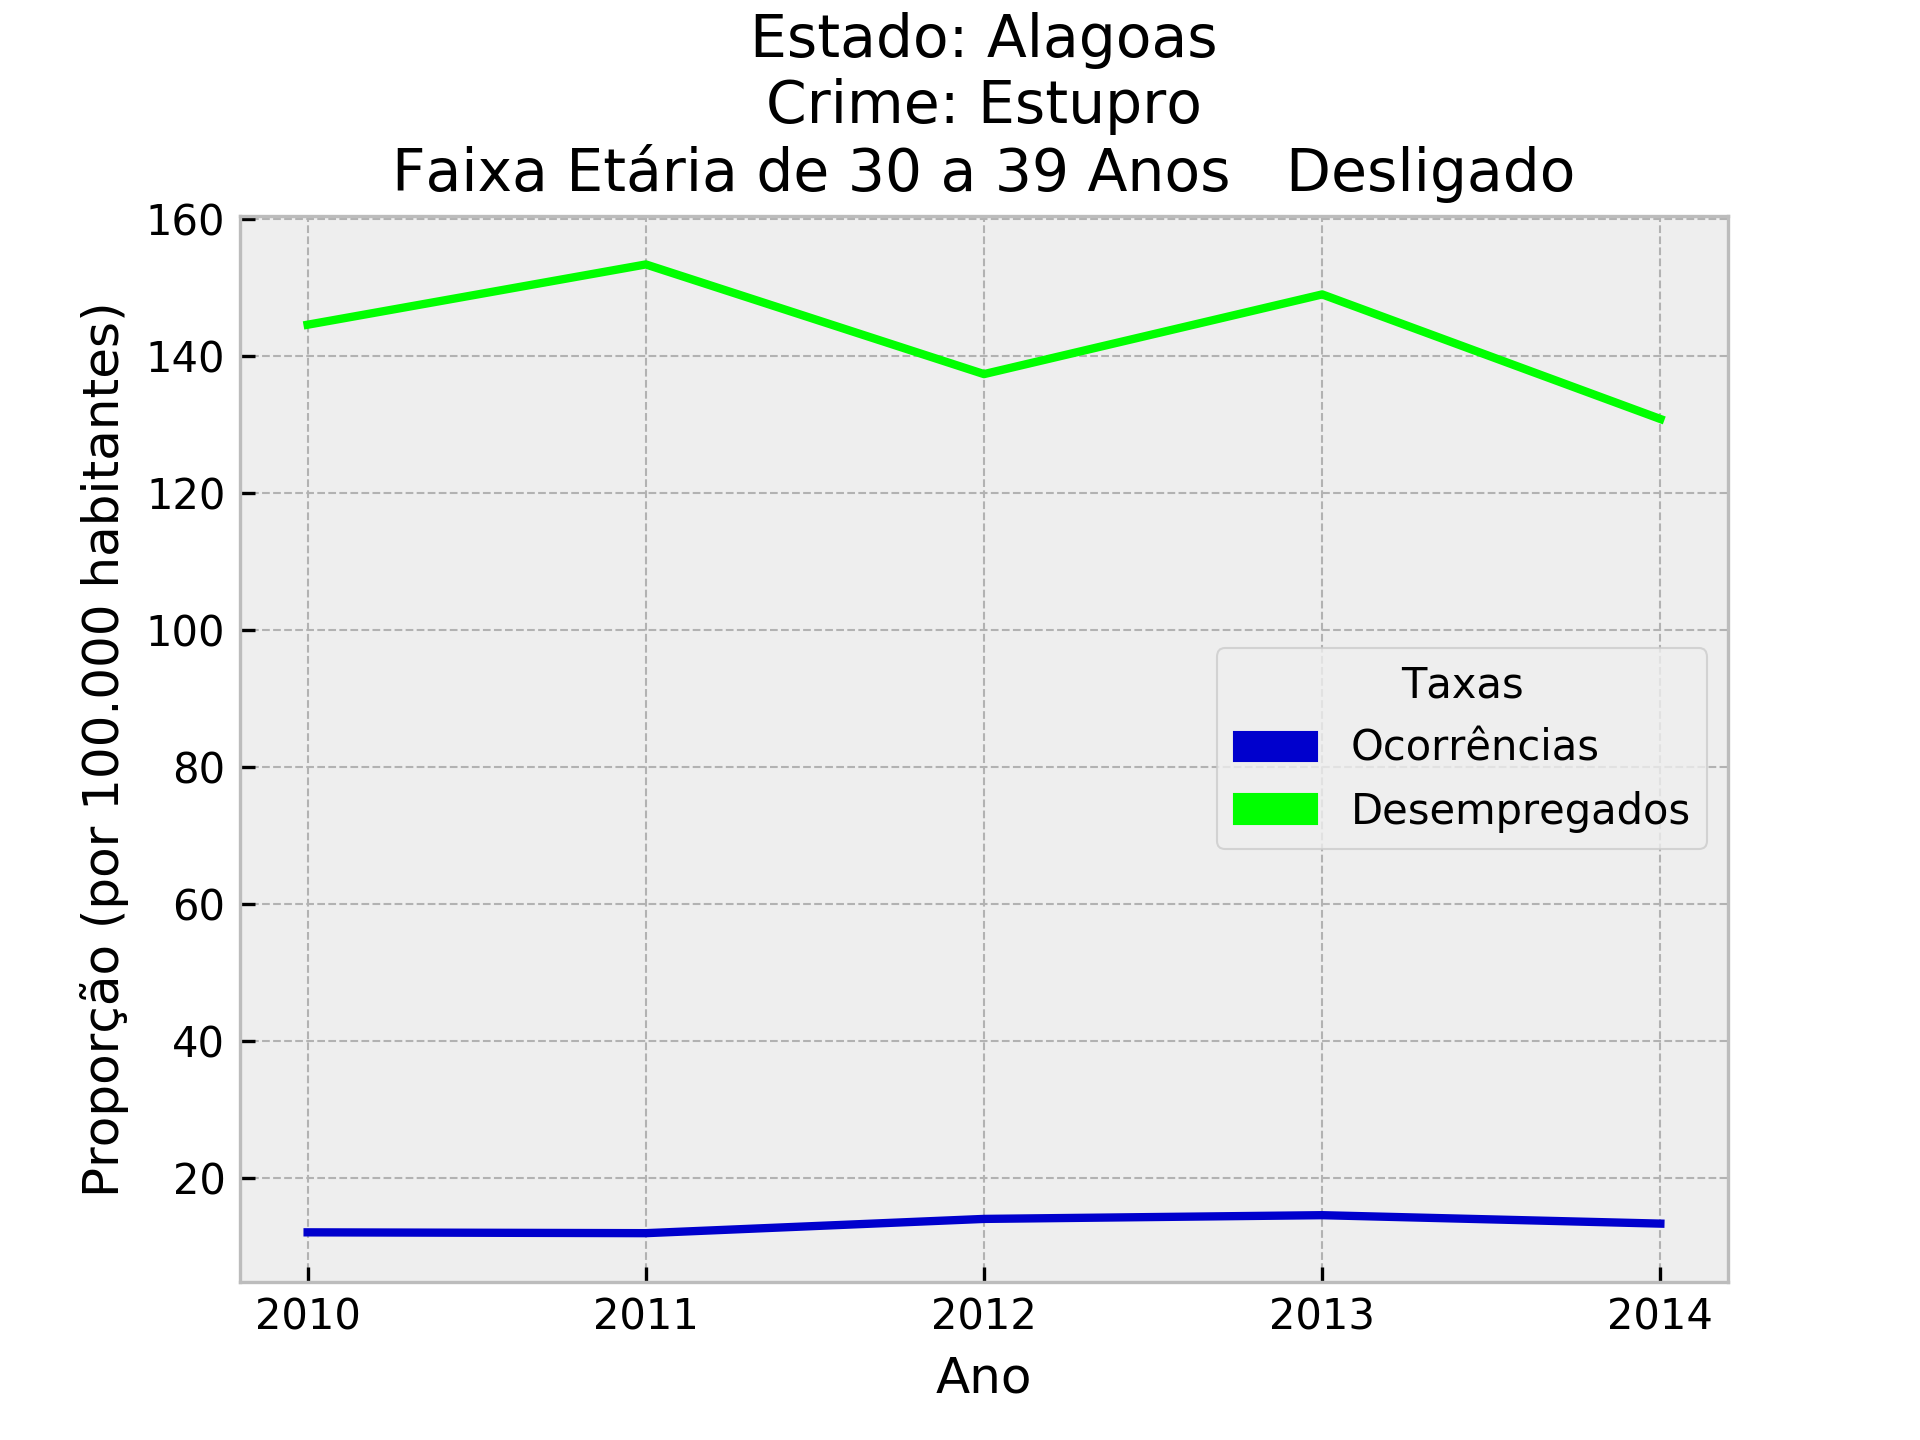 Estado: Alagoas
Crime: Estupro
Faixa Etária de 30 a 39 Anos   Desligado
160
140
120
100
80
60
40
20
Proporção (por 100.000 habitantes)
Taxas
Ocorrências
Desempregados
2010 2011 2012 2013 2014
Ano